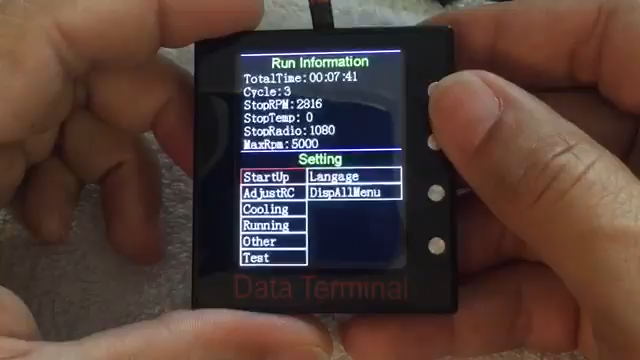 Run Information
TotalTime: 00:07:41
Cycle: 3
StopRPM: 2816
StopTemp: 0
StopRadio: 1080
MaxRpm: 5000
Setting
StartUp Langage
AdjustRC DispAllMenu
Cooling
Running
Other
Test
Data Terminal